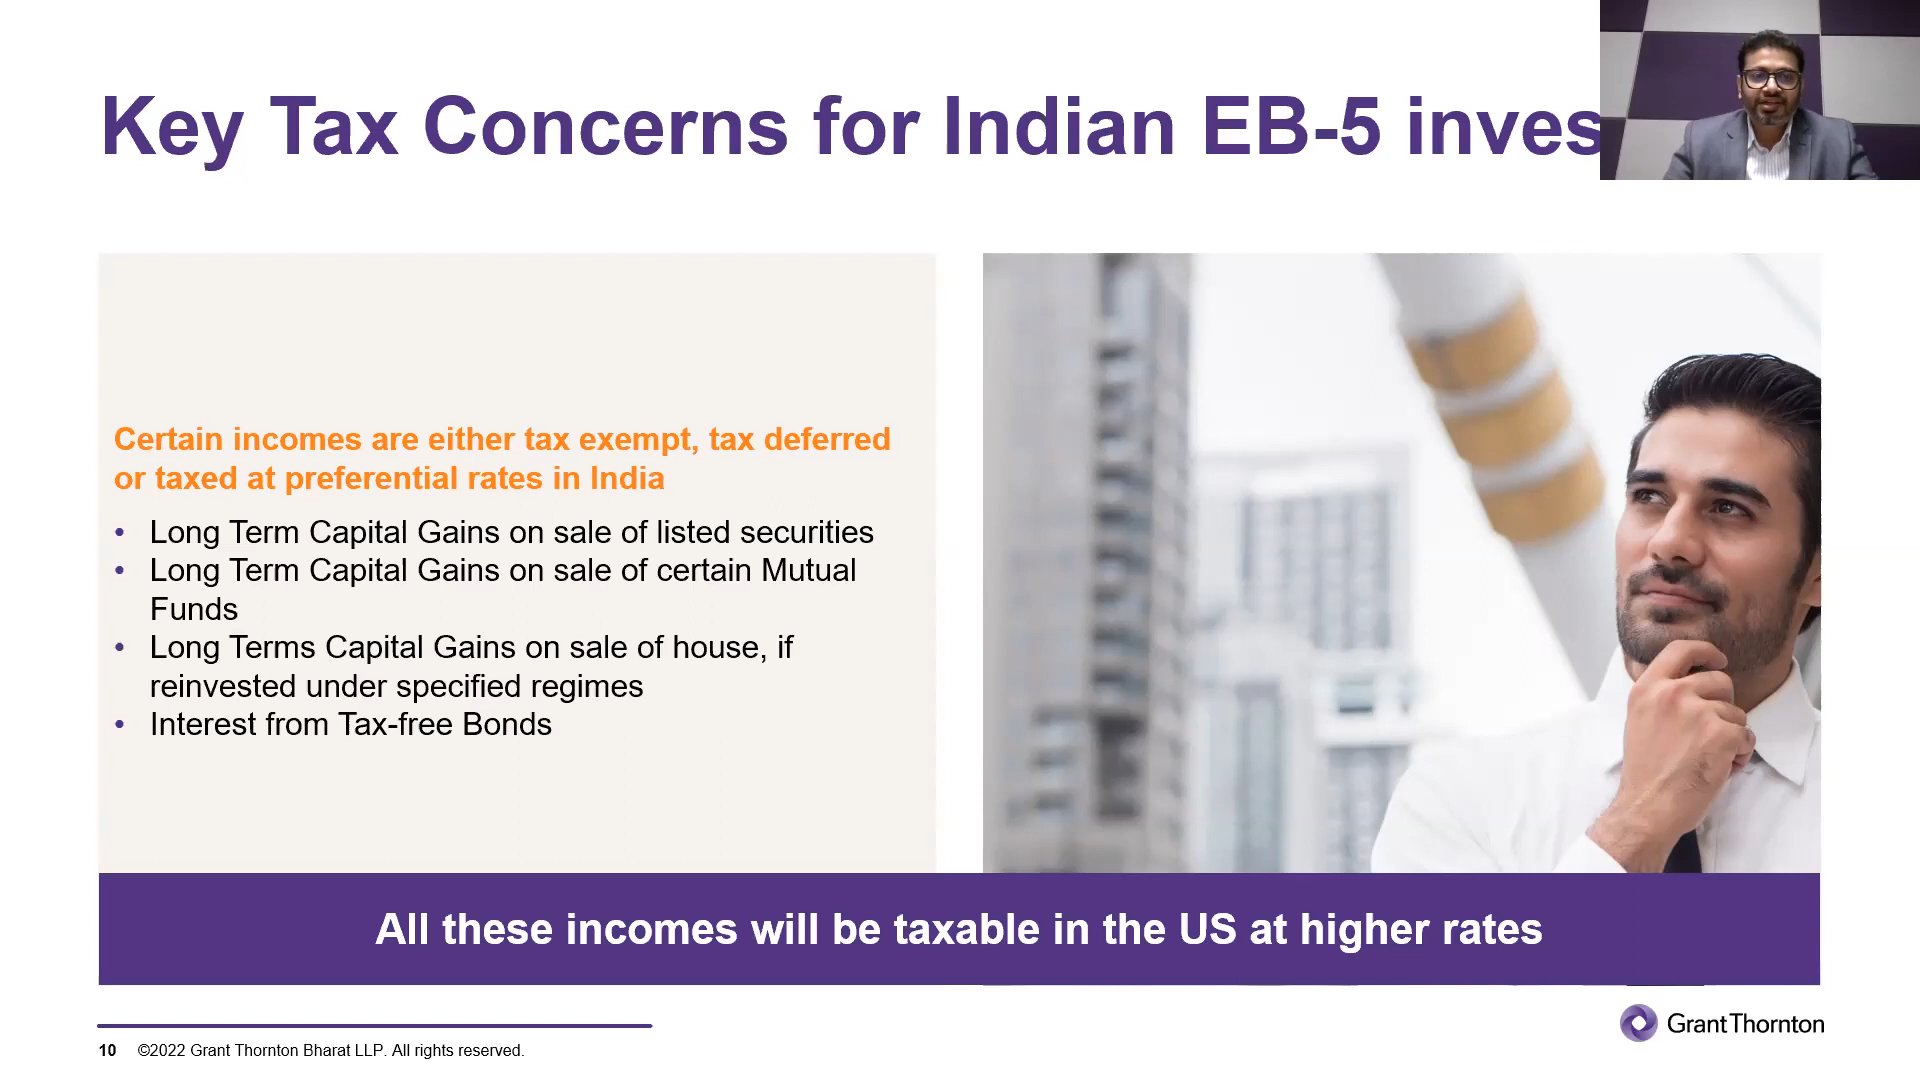 Key Tax Concerns for Indian EB-5 inves
Certain incomes are either tax exempt, tax deferred
or taxed at preferential rates in India
• Long Term Capital Gains on sale of listed securities
• Long Term Capital Gains on sale of certain Mutual
Funds
• Long Terms Capital Gains on sale of house, if
reinvested under specified regimes
• Interest from Tax-free Bonds
All these incomes will be taxable in the US at higher rates
Grant Thornton
10 ©2022 Grant Thornton Bharat LLP. All rights reserved.